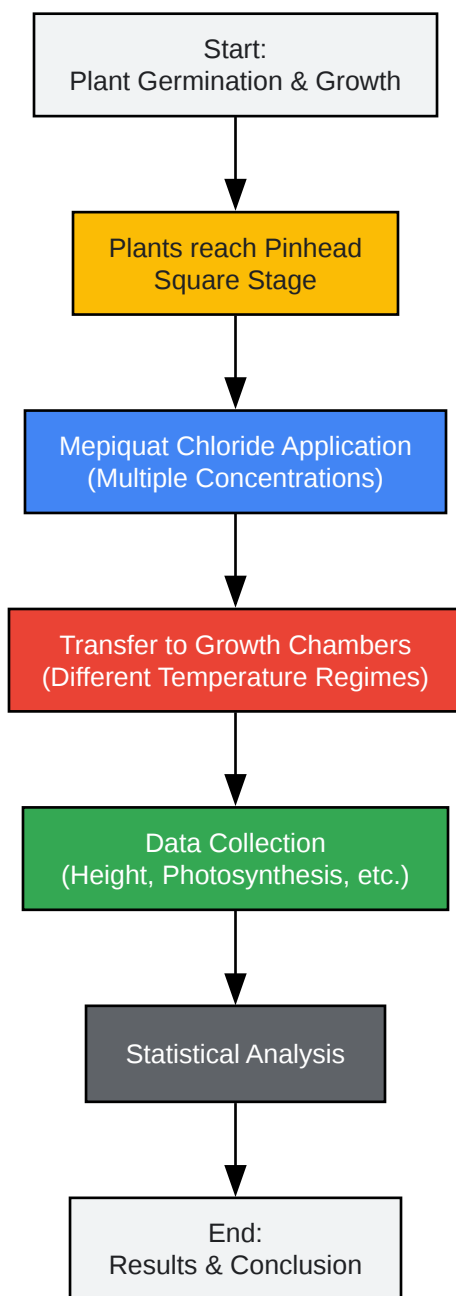 Start:
Plant Germination & Growth
Plants reach Pinhead
Square Stage
Mepiquat Chloride Application
(Multiple Concentrations)
Transfer to Growth Chambers
(Different Temperature Regimes)
Data Collection
(Height, Photosynthesis, etc.)
Statistical Analysis
End:
Results & Conclusion